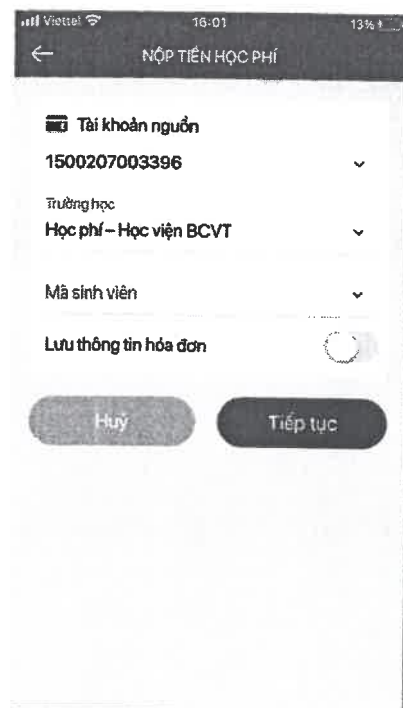 Viettel 16:01 13%
NỘP TIỀN HỌC PHÍ
Tài khoản nguồn
1500207003396
Trường học
Học phí – Học viện BCVT
Mã sinh viên
Lưu thông tin hóa đơn
Huỷ Tiếp tục